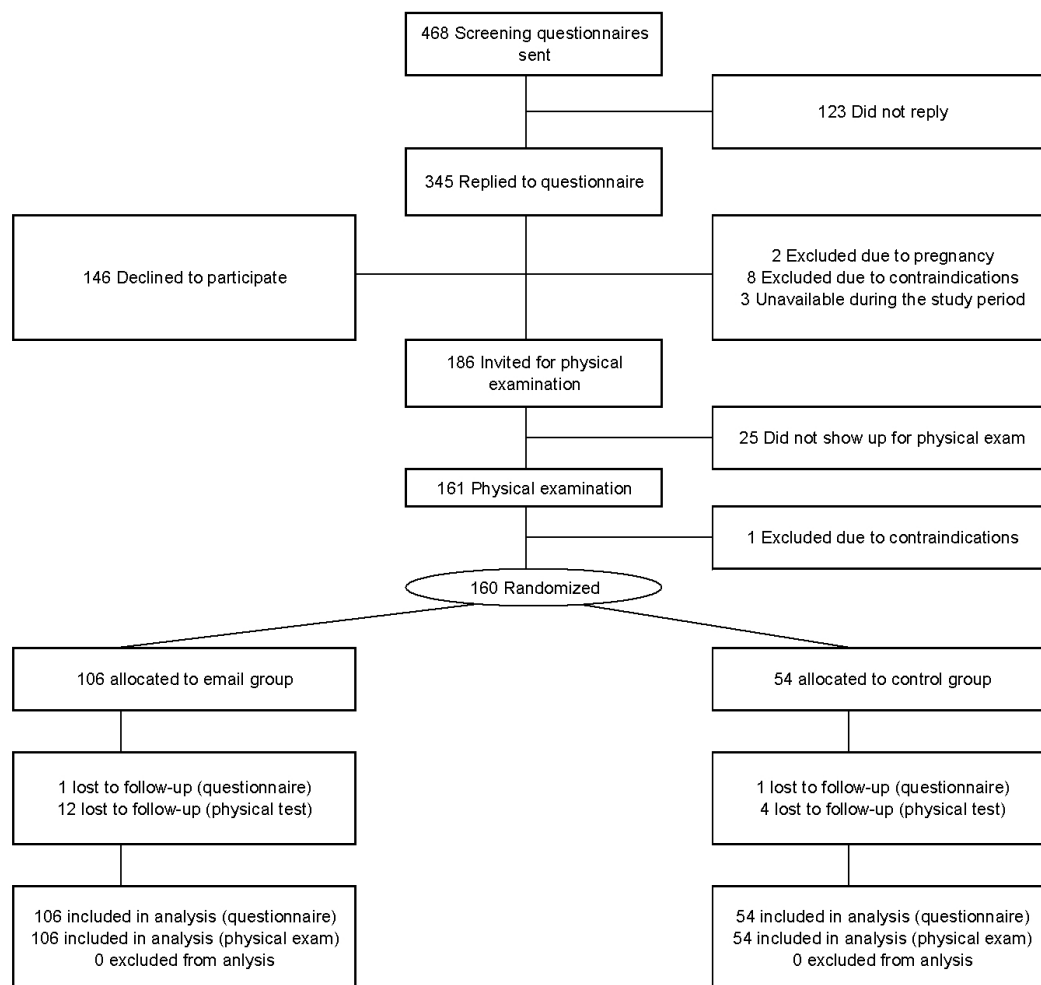 468 Screening questionnaires
sent
123 Did not reply
345 Replied to questionnaire
146 Declined to participate
2 Excluded due to pregnancy
8 Excluded due to contraindications
3 Unavailable during the study period
186 Invited for physical
examination
25 Did not show up for physical exam
161 Physical examination
1 Excluded due to contraindications
160 Randomized
106 allocated to email group
54 allocated to control group
1 lost to follow-up (questionnaire)
12 lost to follow-up (physical test)
1 lost to follow-up (questionnaire)
4 lost to follow-up (physical test)
106 included in analysis (questionnaire)
106 included in analysis (physical exam)
0 excluded from anlysis
54 included in analysis (questionnaire)
54 included in analysis (physical exam)
0 excluded from anlysis